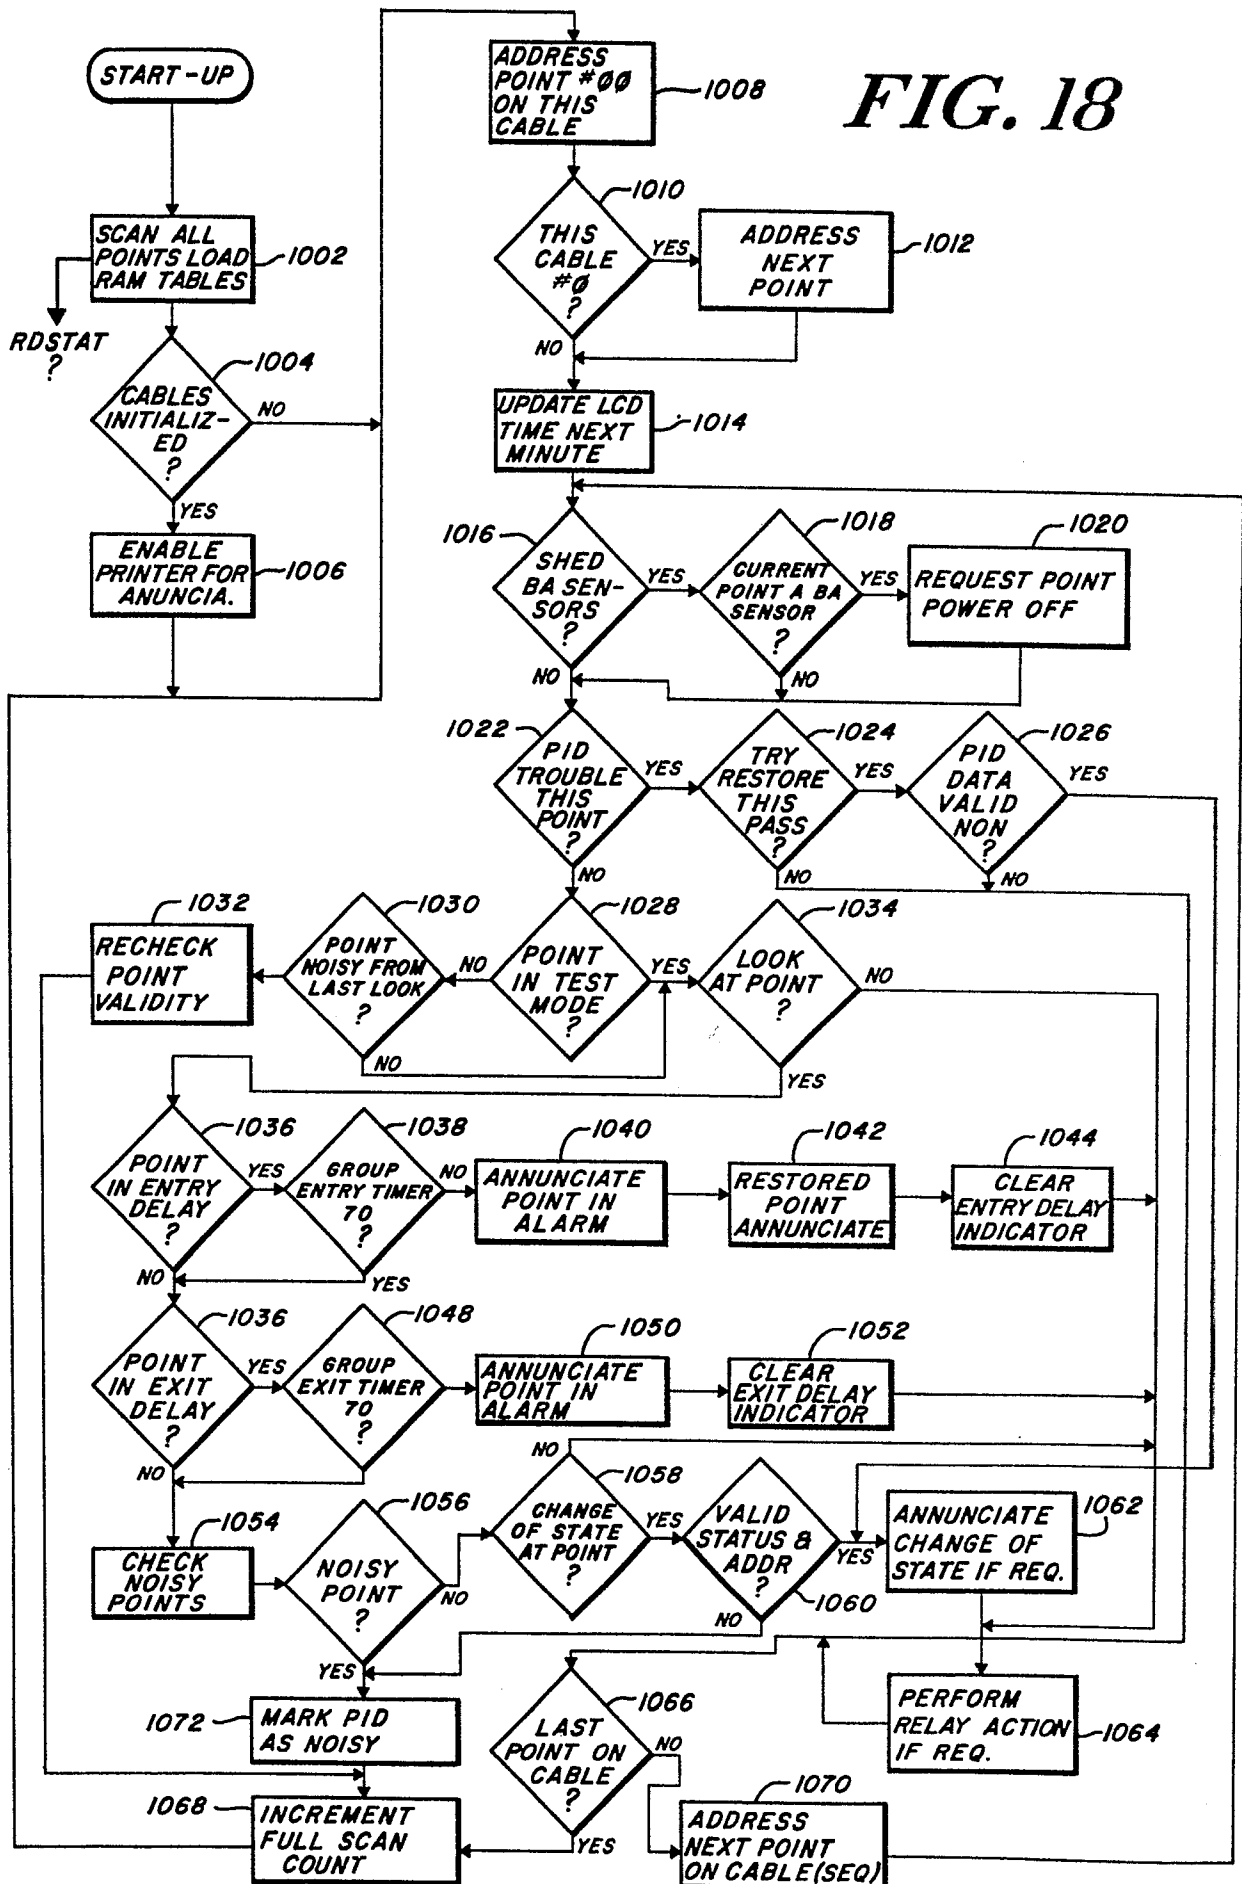 FIG. 18
START-UP
SCAN ALL
POINTS LOAD
RAM TABLES
1002
RDSTAT
?
1004
CABLES
INITIALIZ-
ED
?
NO
YES
ENABLE
PRINTER FOR
ANUNCIA.
1006
ADDRESS
POINT #00
ON THIS
CABLE
1008
1010
THIS
CABLE
#0
?
YES
NO
ADDRESS
NEXT
POINT
1012
UPDATE LCD
TIME NEXT
MINUTE
1014
1016
SHED
BA SEN-
SORS
?
YES
NO
1018
CURRENT
POINT A BA
SENSOR
?
YES
NO
1020
REQUEST POINT
POWER OFF
1022
PID
TROUBLE
THIS
POINT
?
YES
NO
1024
TRY
RESTORE
THIS
PASS
?
YES
NO
1026
PID
DATA
VALID
NON
?
YES
NO
1032
RECHECK
POINT
VALIDITY
1030
POINT
NOISY FROM
LAST LOOK
?
NO
NO
1028
POINT
IN TEST
MODE
?
YES
1034
LOOK
AT POINT
?
NO
YES
1036
POINT
IN ENTRY
DELAY
?
YES
NO
1038
GROUP
ENTRY TIMER
70
?
NO
YES
1040
ANNUNCIATE
POINT IN
ALARM
1042
RESTORED
POINT
ANNUNCIATE
1044
CLEAR
ENTRY DELAY
INDICATOR
1036
POINT
IN EXIT
DELAY
?
YES
NO
1048
GROUP
EXIT TIMER
70
?
1050
ANNUNCIATE
POINT IN
ALARM
1052
CLEAR
EXIT DELAY
INDICATOR
1054
CHECK
NOISY
POINTS
1056
NOISY
POINT
?
NO
YES
NO
1058
CHANGE
OF STATE
AT POINT
?
YES
VALID
STATUS &
ADDR
?
1060
YES
NO
ANNUNCIATE
CHANGE OF
STATE IF REQ.
1062
PERFORM
RELAY ACTION
IF REQ.
1064
1072
MARK PID
AS NOISY
1066
LAST
POINT ON
CABLE
?
NO
YES
1068
INCREMENT
FULL SCAN
COUNT
1070
ADDRESS
NEXT POINT
ON CABLE(SEQ)